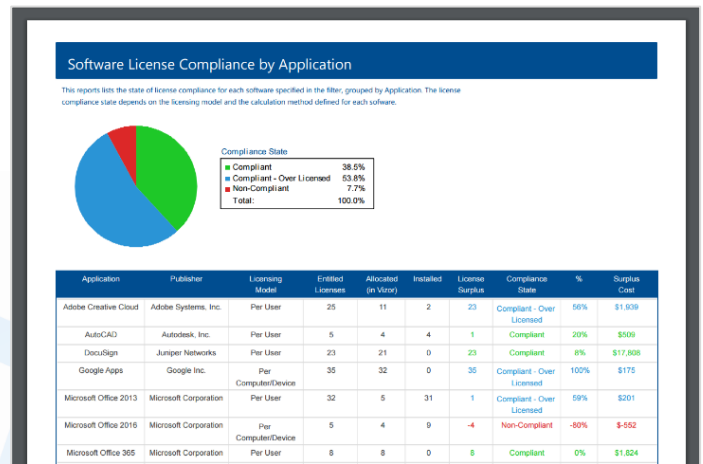 Software License Compliance by Application
This reports lists the state of license compliance for each software specified in the filter, grouped by Application. The license
compliance state depends on the licensing model and the calculation method defined for each sofware.
Compliance State
Compliant 38.5%
Compliant - Over Licensed 53.8%
Non-Compliant 7.7%
Total: 100.0%
Application Publisher Licensing Model Entitled Licenses Allocated (in Vizor) Installed License Surplus Compliance State % Surplus Cost
Adobe Creative Cloud Adobe Systems, Inc. Per User 25 11 2 23 Compliant - Over Licensed 56% $1,939
AutoCAD Autodesk, Inc. Per User 5 4 4 1 Compliant 20% $509
DocuSign Juniper Networks Per User 23 21 0 23 Compliant 8% $17,808
Google Apps Google Inc. Per Computer/Device 35 32 0 35 Compliant - Over Licensed 100% $175
Microsoft Office 2013 Microsoft Corporation Per User 32 5 31 1 Compliant - Over Licensed 59% $201
Microsoft Office 2016 Microsoft Corporation Per Computer/Device 5 4 9 -4 Non-Compliant -80% $-552
Microsoft Office 365 Microsoft Corporation Per User 8 8 0 8 Compliant 0% $1,824